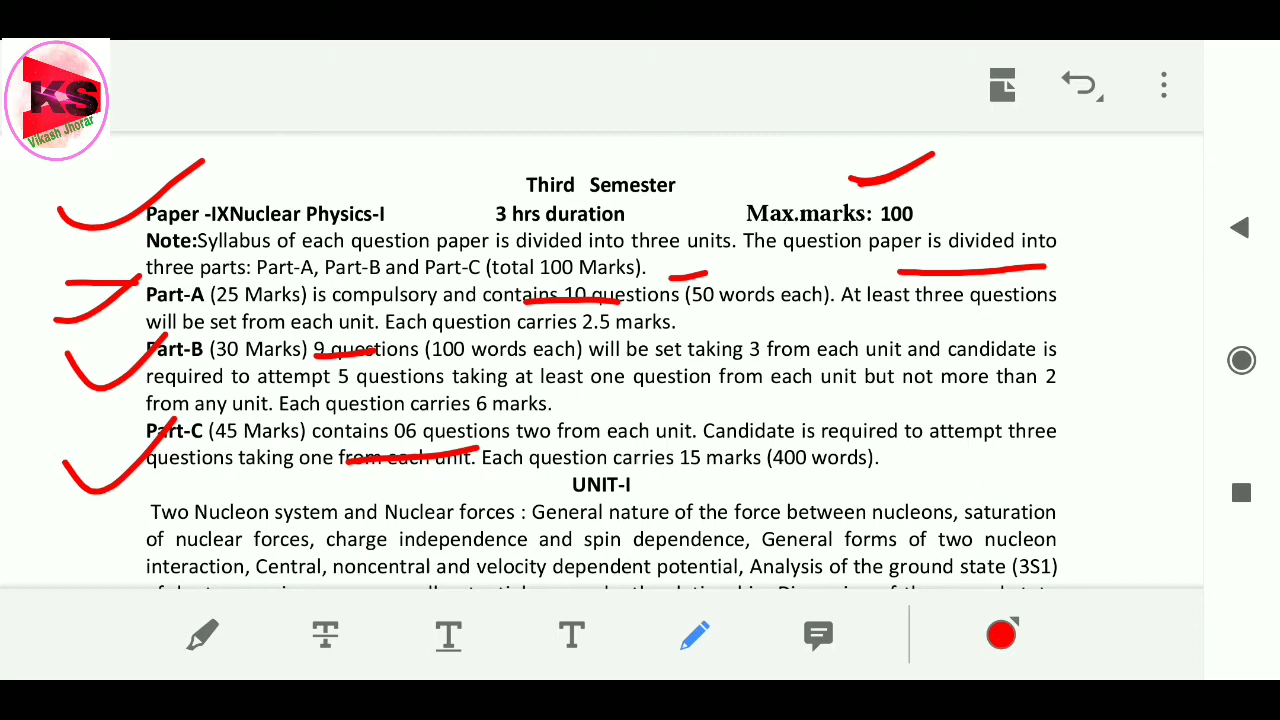 KS
Vikash Jhorar
Third Semester
Paper -IXNuclear Physics-I 3 hrs duration Max.marks: 100
Note:Syllabus of each question paper is divided into three units. The question paper is divided into
three parts: Part-A, Part-B and Part-C (total 100 Marks).
Part-A (25 Marks) is compulsory and contains 10 questions (50 words each). At least three questions
will be set from each unit. Each question carries 2.5 marks.
Part-B (30 Marks) 9 questions (100 words each) will be set taking 3 from each unit and candidate is
required to attempt 5 questions taking at least one question from each unit but not more than 2
from any unit. Each question carries 6 marks.
Part-C (45 Marks) contains 06 questions two from each unit. Candidate is required to attempt three
questions taking one from each unit. Each question carries 15 marks (400 words).
UNIT-I
Two Nucleon system and Nuclear forces : General nature of the force between nucleons, saturation
of nuclear forces, charge independence and spin dependence, General forms of two nucleon
interaction, Central, noncentral and velocity dependent potential, Analysis of the ground state (3S1)